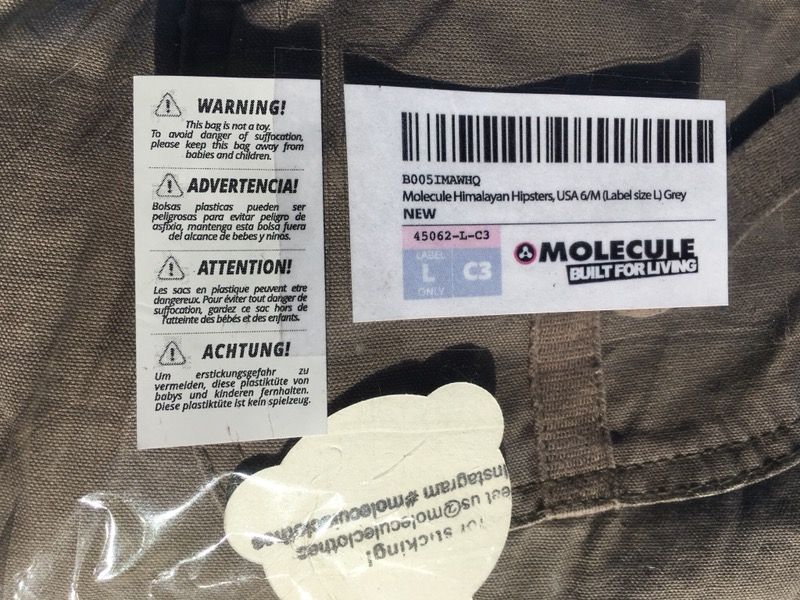 WARNING!
This bag is not a toy.
To avoid danger of suffocation,
please keep this bag away from
babies and children.
ADVERTENCIA!
Bolsas plasticas pueden ser
peligrosas para evitar peligro de
asfixia, mantenga esta bolsa fuera
del alcance de bebes y ninos.
ATTENTION!
Les sacs en plastique peuvent etre
dangereux. Pour éviter tout danger de
suffocation, gardez ce sac hors de
l'atteinte des bébés et des enfants.
ACHTUNG!
Um erstickungsgefahr zu
vermeiden, diese plastiktüte von
babys und kinderen fernhalten.
Diese plastiktüte ist kein spielzeug.
B005IMAWHQ
Molecule Himalayan Hipsters, USA 6/M (Label size L) Grey
NEW
45062-L-C3
LABEL
L
ONLY
C3
MOLECULE
BUILT FOR LIVING
for sticking!
us@moleculeclothes
Instagram #moleculeclothes